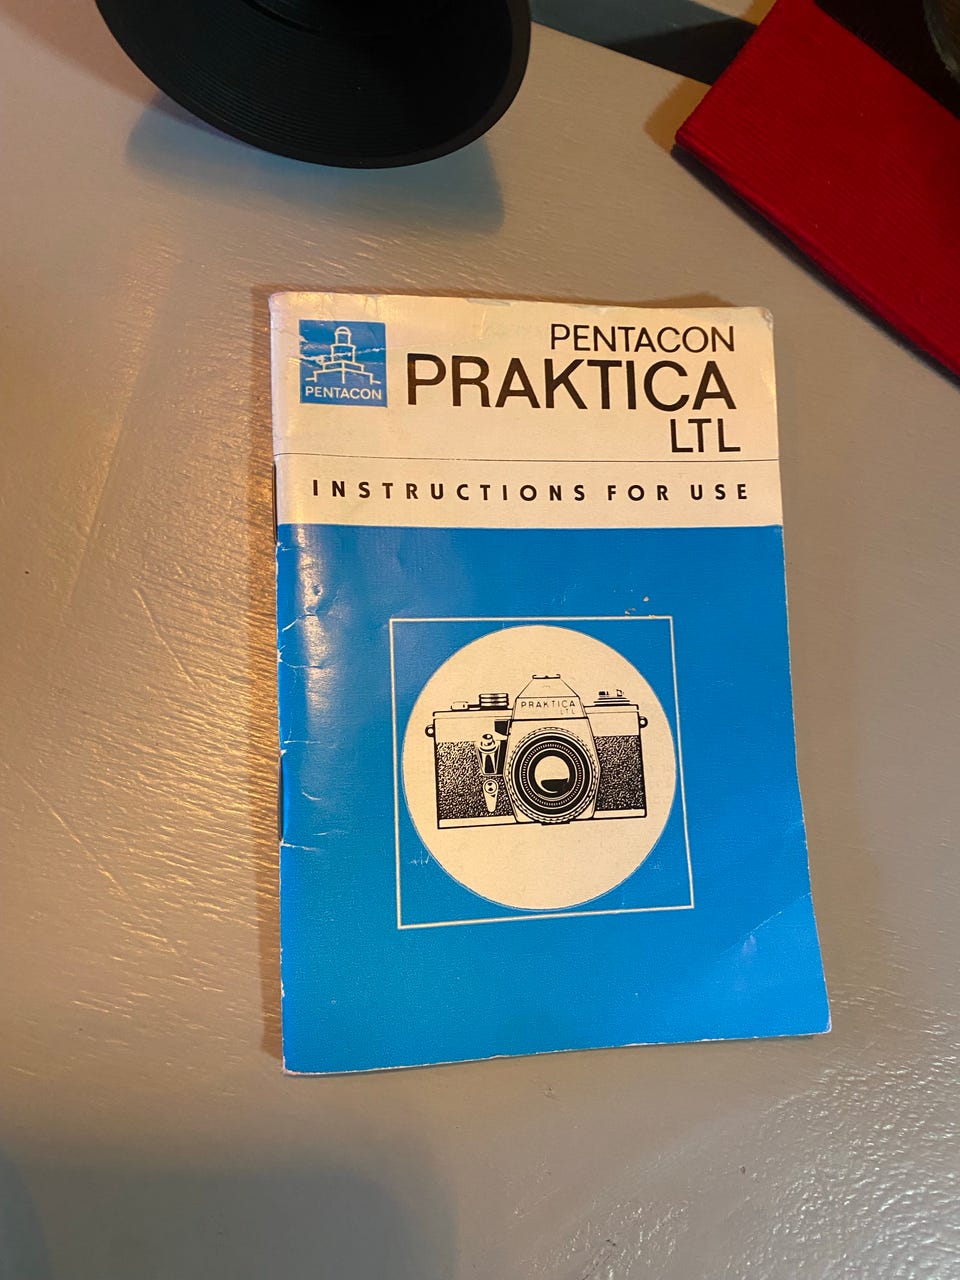 PENTACON
PENTACON
PRAKTICA
LTL
INSTRUCTIONS FOR USE
PRAKTICA
LTL